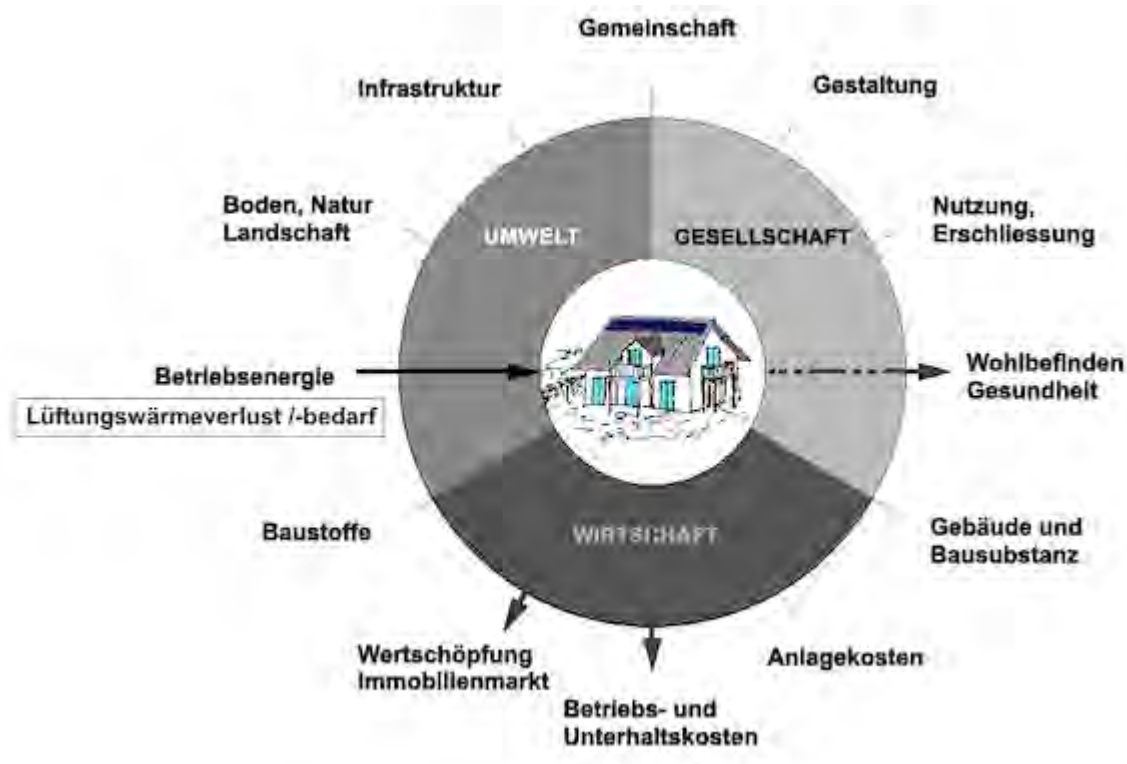 Gemeinschaft
Infrastruktur
Gestaltung
Boden, Natur
Landschaft
Nutzung,
Erschliessung
UMWELT
GESELLSCHAFT
Betriebsenergie
Lüftungswärmeverlust /-bedarf
Wohlbefinden
Gesundheit
Baustoffe
WIRTSCHAFT
Gebäude und
Bausubstanz
Wertschöpfung
Immobilienmarkt
Anlagekosten
Betriebs- und
Unterhaltskosten